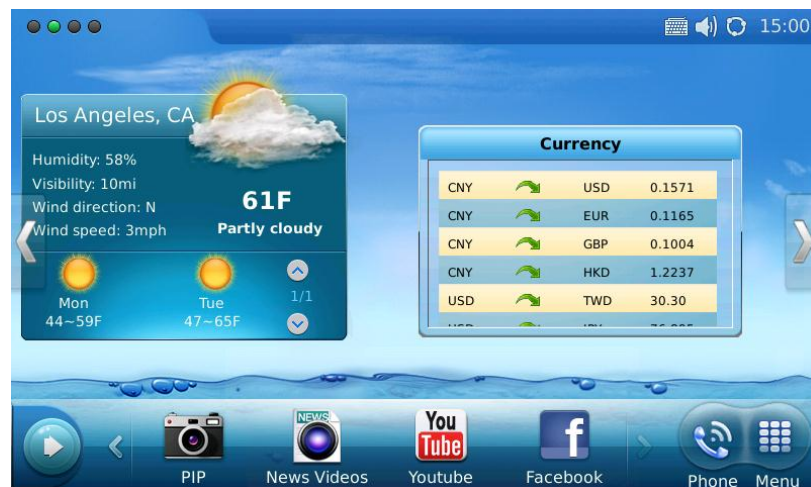 15:00
Los Angeles, CA
Humidity: 58%
Visibility: 10mi
Wind direction: N
Wind speed: 3mph
61F
Partly cloudy
Mon
44~59F
Tue
47~65F
1/1
Currency
CNY USD 0.1571
CNY EUR 0.1165
CNY GBP 0.1004
CNY HKD 1.2237
USD TWD 30.30
NEWS
You
Tube
f
PIP
News Videos
Youtube
Facebook
Phone
Menu